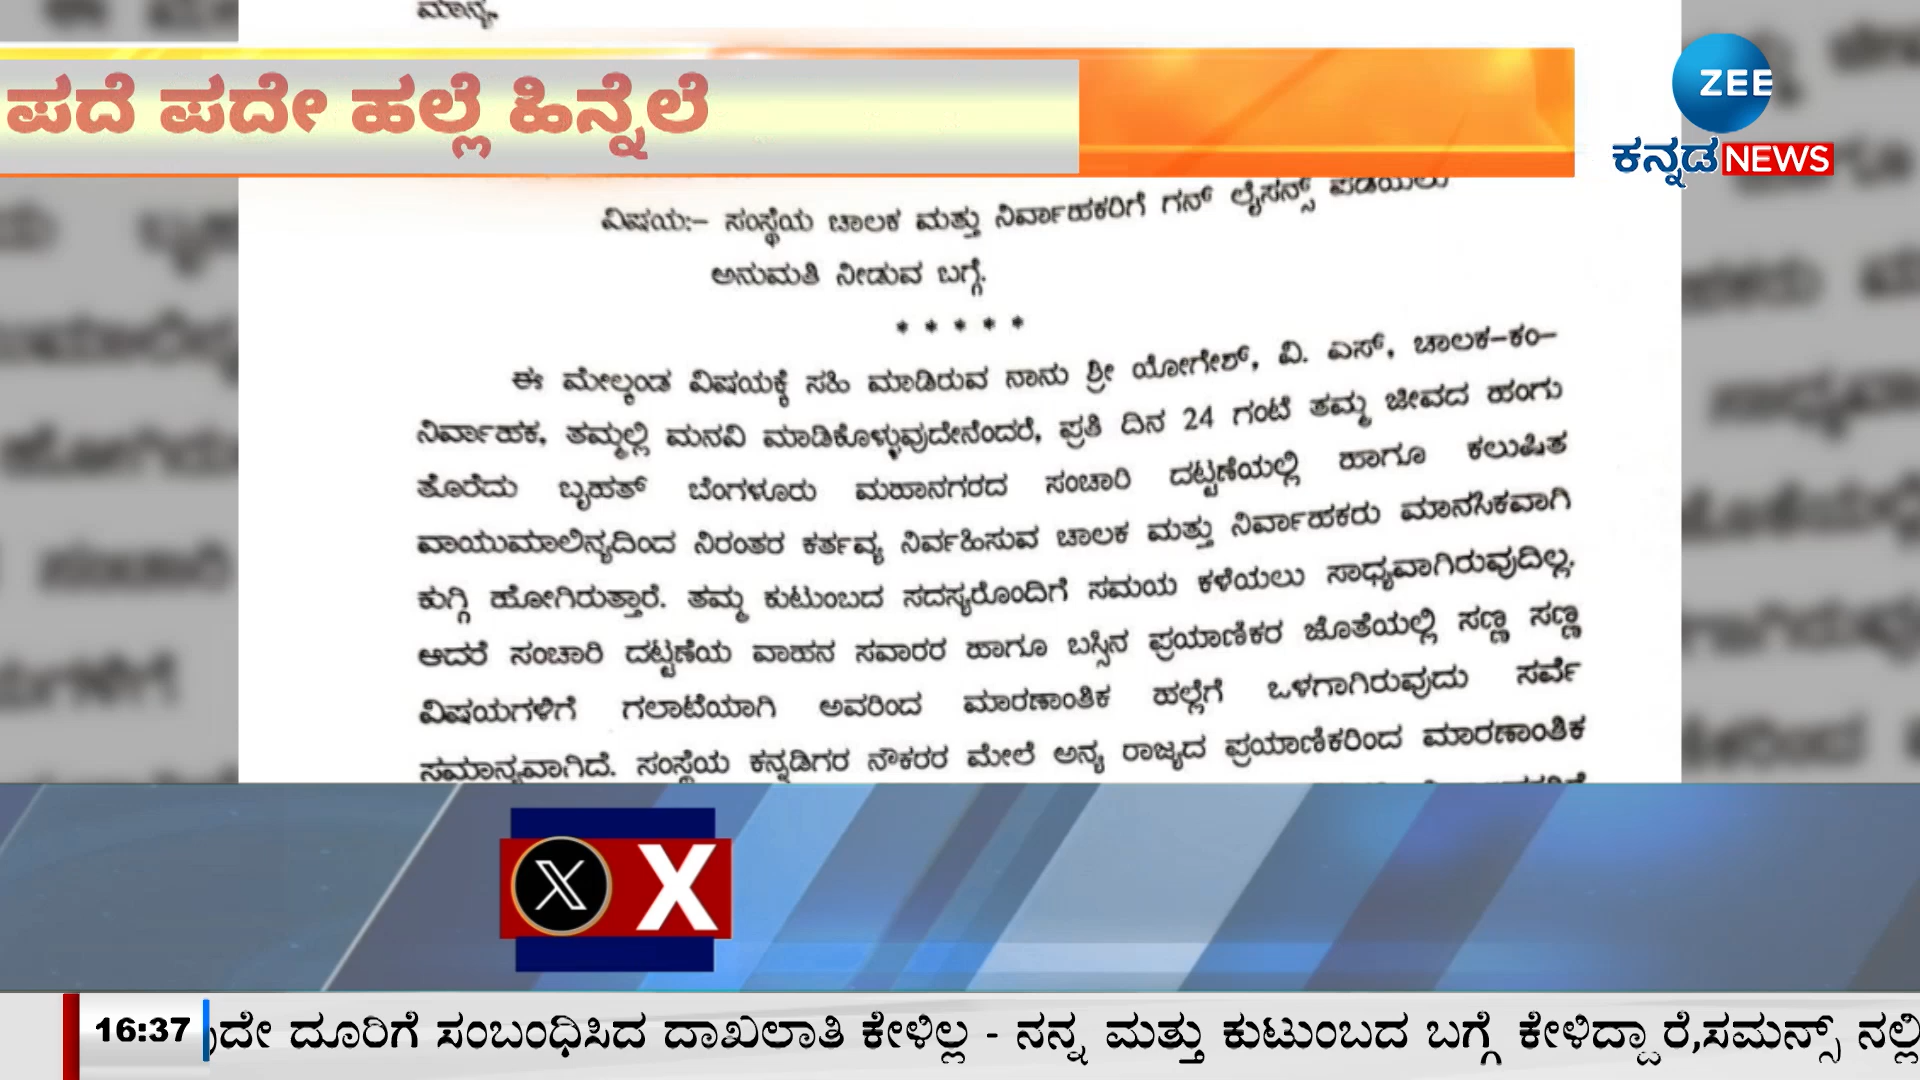 ಮಾನ್ಯ,
ಪದೆ ಪದೇ ಹಲ್ಲೆ ಹಿನ್ನೆಲೆ
ZEE
ಕನ್ನಡ NEWS
ವಿಷಯ:- ಸಂಸ್ಥೆಯ ಚಾಲಕ ಮತ್ತು ನಿರ್ವಾಹಕರಿಗೆ ಗನ್ ಲೈಸನ್ಸ್ ಪಡೆಯಲು
ಅನುಮತಿ ನೀಡುವ ಬಗ್ಗೆ.
* * * * *
ಈ ಮೇಲ್ಕಂಡ ವಿಷಯಕ್ಕೆ ಸಹಿ ಮಾಡಿರುವ ನಾನು ಶ್ರೀ ಯೋಗೇಶ್, ವಿ. ಎಸ್, ಚಾಲಕ-ಕಂ-
ನಿರ್ವಾಹಕ, ತಮ್ಮಲ್ಲಿ ಮನವಿ ಮಾಡಿಕೊಳ್ಳುವುದೇನೆಂದರೆ, ಪ್ರತಿ ದಿನ 24 ಗಂಟೆ ತಮ್ಮ ಜೀವದ ಹಂಗು
ತೊರೆದು ಬೃಹತ್ ಬೆಂಗಳೂರು ಮಹಾನಗರದ ಸಂಚಾರಿ ದಟ್ಟಣೆಯಲ್ಲಿ ಹಾಗೂ ಕಲುಷಿತ
ವಾಯುಮಾಲಿನ್ಯದಿಂದ ನಿರಂತರ ಕರ್ತವ್ಯ ನಿರ್ವಹಿಸುವ ಚಾಲಕ ಮತ್ತು ನಿರ್ವಾಹಕರು ಮಾನಸಿಕವಾಗಿ
ಕುಗ್ಗಿ ಹೋಗಿರುತ್ತಾರೆ. ತಮ್ಮ ಕುಟುಂಬದ ಸದಸ್ಯರೊಂದಿಗೆ ಸಮಯ ಕಳೆಯಲು ಸಾಧ್ಯವಾಗಿರುವುದಿಲ್ಲ.
ಆದರೆ ಸಂಚಾರಿ ದಟ್ಟಣೆಯ ವಾಹನ ಸವಾರರ ಹಾಗೂ ಬಸ್ಸಿನ ಪ್ರಯಾಣಿಕರ ಜೊತೆಯಲ್ಲಿ ಸಣ್ಣ ಸಣ್ಣ
ವಿಷಯಗಳಿಗೆ ಗಲಾಟೆಯಾಗಿ ಅವರಿಂದ ಮಾರಣಾಂತಿಕ ಹಲ್ಲೆಗೆ ಒಳಗಾಗಿರುವುದು ಸರ್ವೆ
ಸಮಾನ್ಯವಾಗಿದೆ. ಸಂಸ್ಥೆಯ ಕನ್ನಡಿಗರ ನೌಕರರ ಮೇಲೆ ಅನ್ಯ ರಾಜ್ಯದ ಪ್ರಯಾಣಿಕರಿಂದ ಮಾರಣಾಂತಿಕ
X X
16:37 ುದೇ ದೂರಿಗೆ ಸಂಬಂಧಿಸಿದ ದಾಖಲಾತಿ ಕೇಳಿಲ್ಲ - ನನ್ನ ಮತ್ತು ಕುಟುಂಬದ ಬಗ್ಗೆ ಕೇಳಿದ್ದಾರೆ,ಸಮನ್ಸ್ ನಲ್ಲಿ